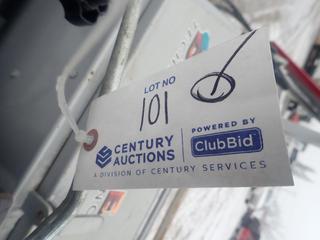 LOT NO
101
CENTURY
AUCTIONS
POWERED BY
ClubBid
A DIVISION OF CENTURY SERVICES